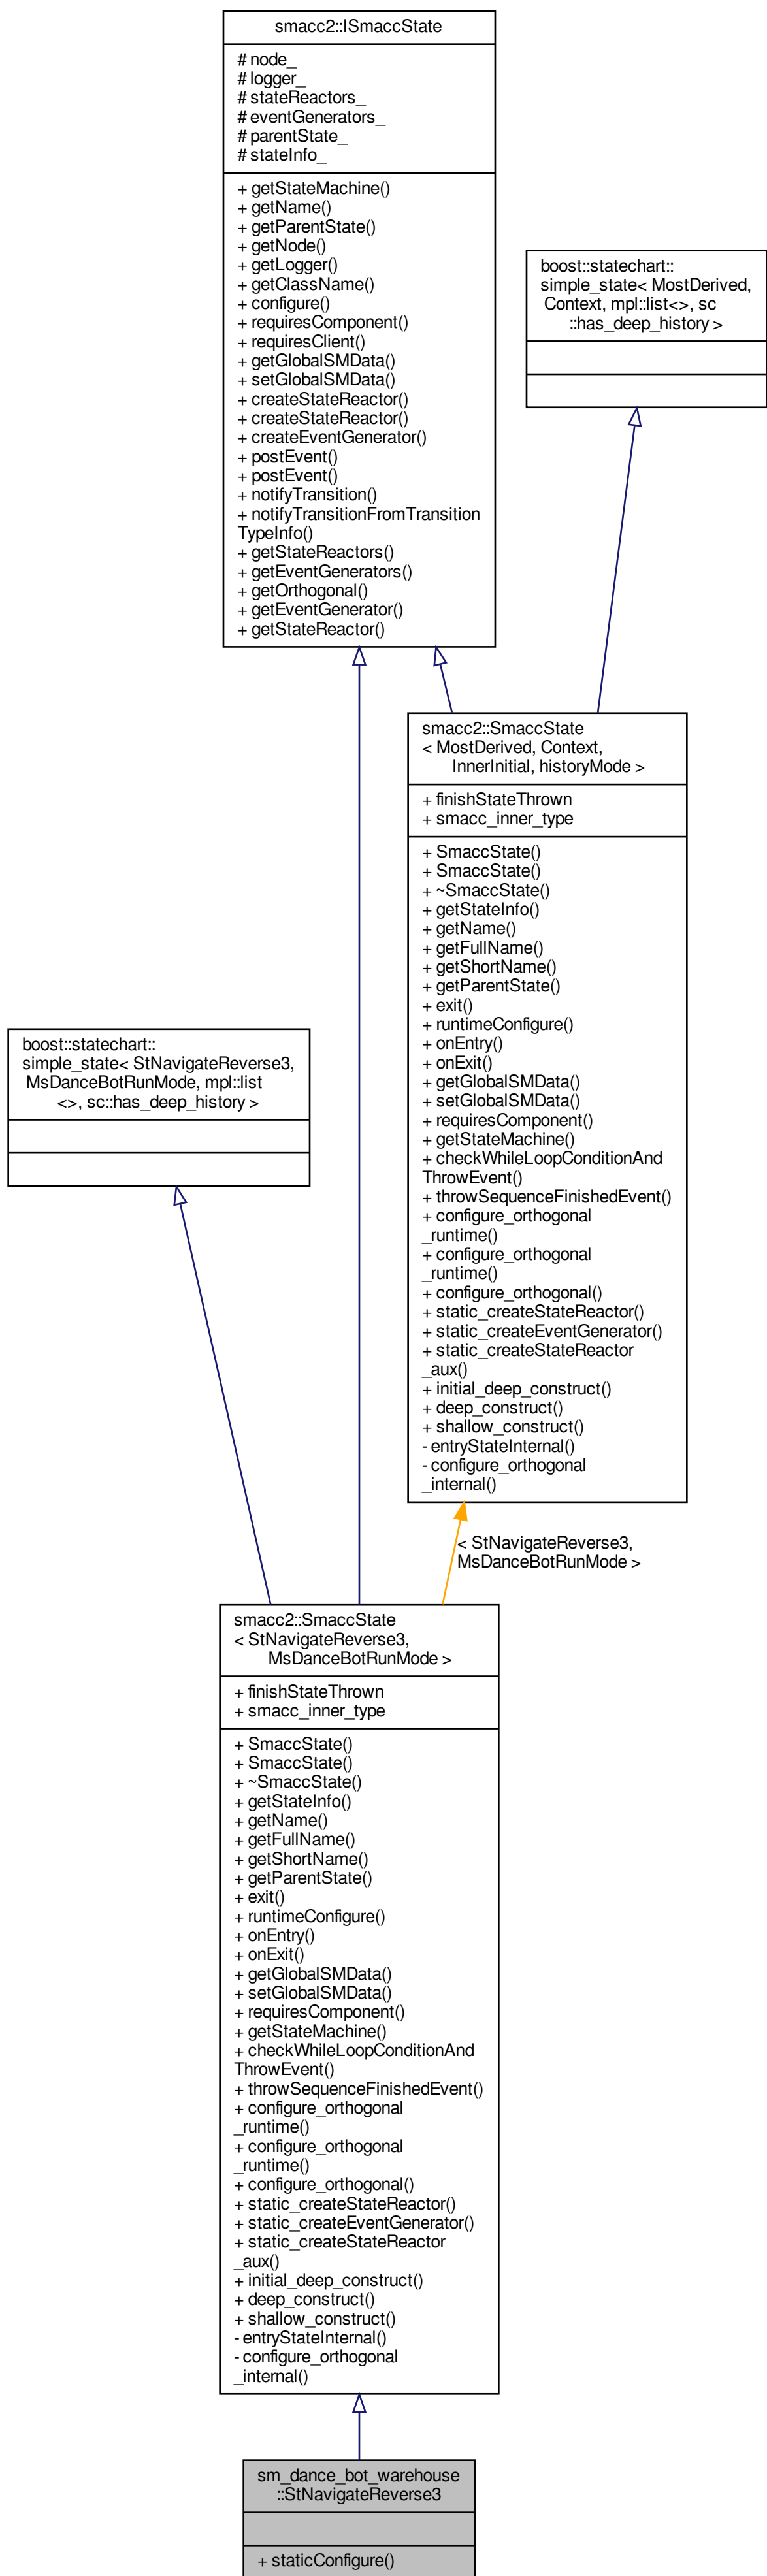 smacc2::ISmaccState
# node_
# logger_
# stateReactors_
# eventGenerators_
# parentState_
# stateInfo_
+ getStateMachine()
+ getName()
+ getParentState()
+ getNode()
+ getLogger()
+ getClassName()
+ configure()
+ requiresComponent()
+ requiresClient()
+ getGlobalSMData()
+ setGlobalSMData()
+ createStateReactor()
+ createStateReactor()
+ createEventGenerator()
+ postEvent()
+ postEvent()
+ notifyTransition()
+ notifyTransitionFromTransition
TypeInfo()
+ getStateReactors()
+ getEventGenerators()
+ getOrthogonal()
+ getEventGenerator()
+ getStateReactor()
boost::statechart::
simple_state< MostDerived,
Context, mpl::list<>, sc
::has_deep_history >
smacc2::SmaccState
< MostDerived, Context,
InnerInitial, historyMode >
+ finishStateThrown
+ smacc_inner_type
+ SmaccState()
+ SmaccState()
+ ~SmaccState()
+ getStateInfo()
+ getName()
+ getFullName()
+ getShortName()
+ getParentState()
+ exit()
+ runtimeConfigure()
+ onEntry()
+ onExit()
+ getGlobalSMData()
+ setGlobalSMData()
+ requiresComponent()
+ getStateMachine()
+ checkWhileLoopConditionAnd
ThrowEvent()
+ throwSequenceFinishedEvent()
+ configure_orthogonal
_runtime()
+ configure_orthogonal
_runtime()
+ configure_orthogonal()
+ static_createStateReactor()
+ static_createEventGenerator()
+ static_createStateReactor
_aux()
+ initial_deep_construct()
+ deep_construct()
+ shallow_construct()
- entryStateInternal()
- configure_orthogonal
_internal()
boost::statechart::
simple_state< StNavigateReverse3,
MsDanceBotRunMode, mpl::list
<>, sc::has_deep_history >
< StNavigateReverse3,
MsDanceBotRunMode >
smacc2::SmaccState
< StNavigateReverse3,
MsDanceBotRunMode >
+ finishStateThrown
+ smacc_inner_type
+ SmaccState()
+ SmaccState()
+ ~SmaccState()
+ getStateInfo()
+ getName()
+ getFullName()
+ getShortName()
+ getParentState()
+ exit()
+ runtimeConfigure()
+ onEntry()
+ onExit()
+ getGlobalSMData()
+ setGlobalSMData()
+ requiresComponent()
+ getStateMachine()
+ checkWhileLoopConditionAnd
ThrowEvent()
+ throwSequenceFinishedEvent()
+ configure_orthogonal
_runtime()
+ configure_orthogonal
_runtime()
+ configure_orthogonal()
+ static_createStateReactor()
+ static_createEventGenerator()
+ static_createStateReactor
_aux()
+ initial_deep_construct()
+ deep_construct()
+ shallow_construct()
- entryStateInternal()
- configure_orthogonal
_internal()
sm_dance_bot_warehouse
::StNavigateReverse3
+ staticConfigure()